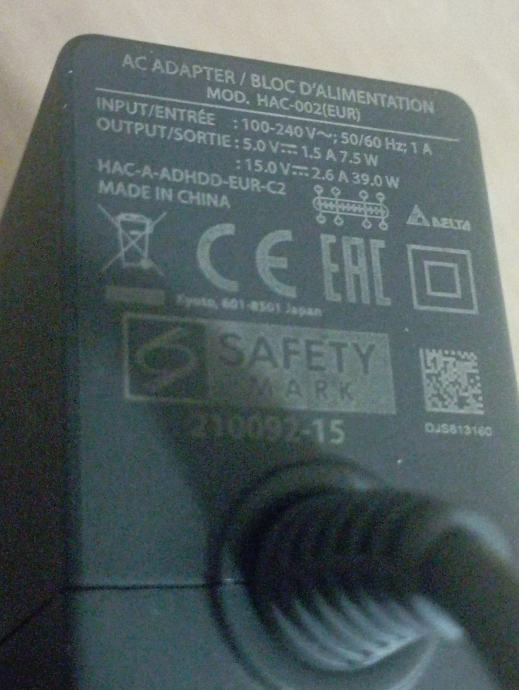 AC ADAPTER / BLOC D'ALIMENTATION
MOD. HAC-002(EUR)
INPUT/ENTRÉE : 100-240 V~; 50/60 Hz; 1 A
OUTPUT/SORTIE : 5.0 V⎓ 1.5 A 7.5 W
: 15.0 V⎓ 2.6 A 39.0 W
HAC-A-ADHDD-EUR-C2
MADE IN CHINA
DELTA
CE EAC
Kyoto, 601-8501 Japan
SAFETY
MARK
210092-15
DJS613160